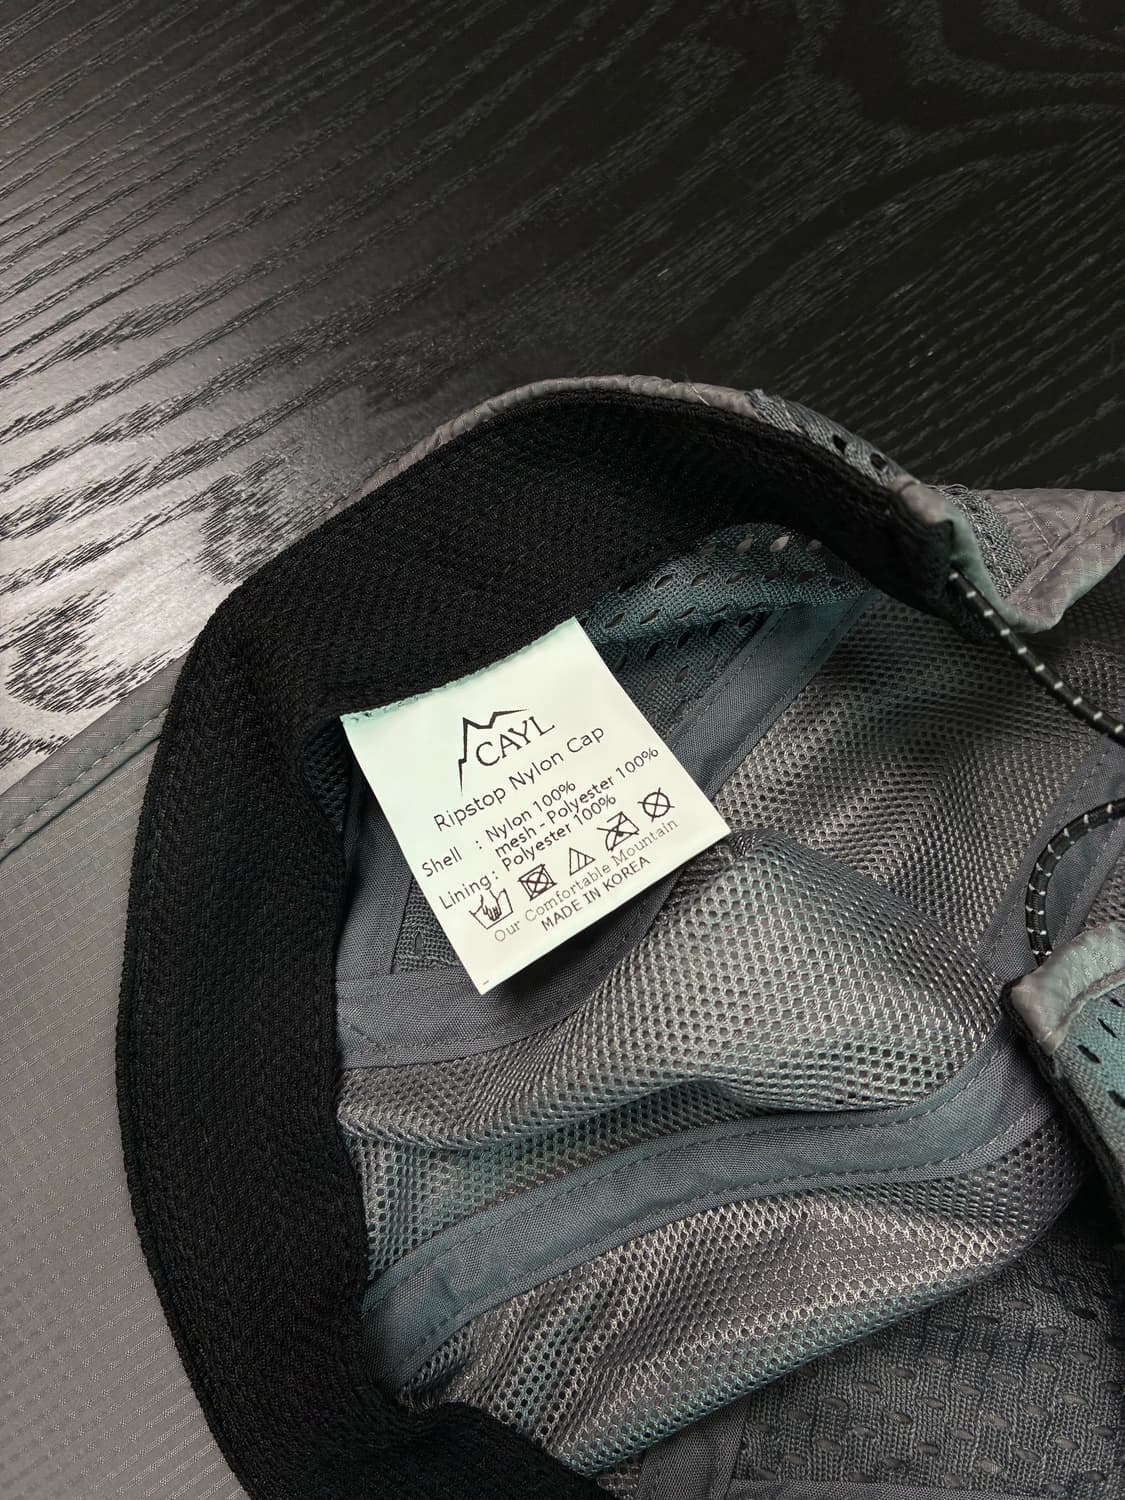 CAYL
Ripstop Nylon Cap
Shell : Nylon 100%
mesh - Polyester 100%
Lining : Polyester 100%
Our Comfortable Mountain
MADE IN KOREA